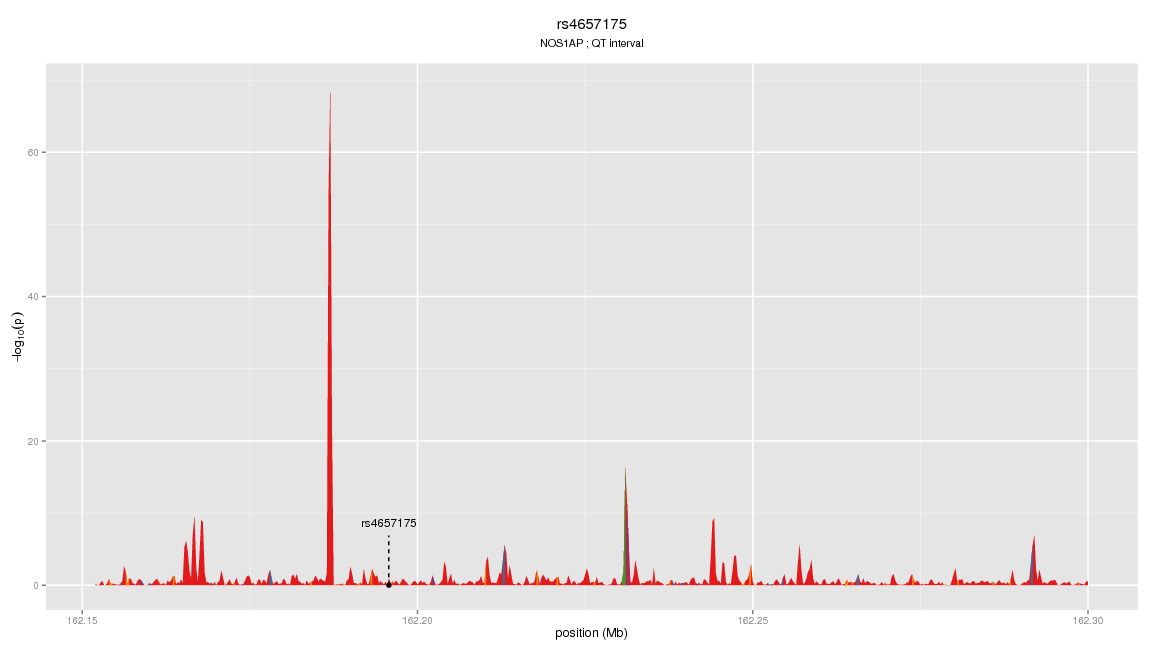 rs4657175
NOS1AP ; QT interval
60
40
20
0
-log10(p)
rs4657175
162.15
162.20
162.25
162.30
position (Mb)